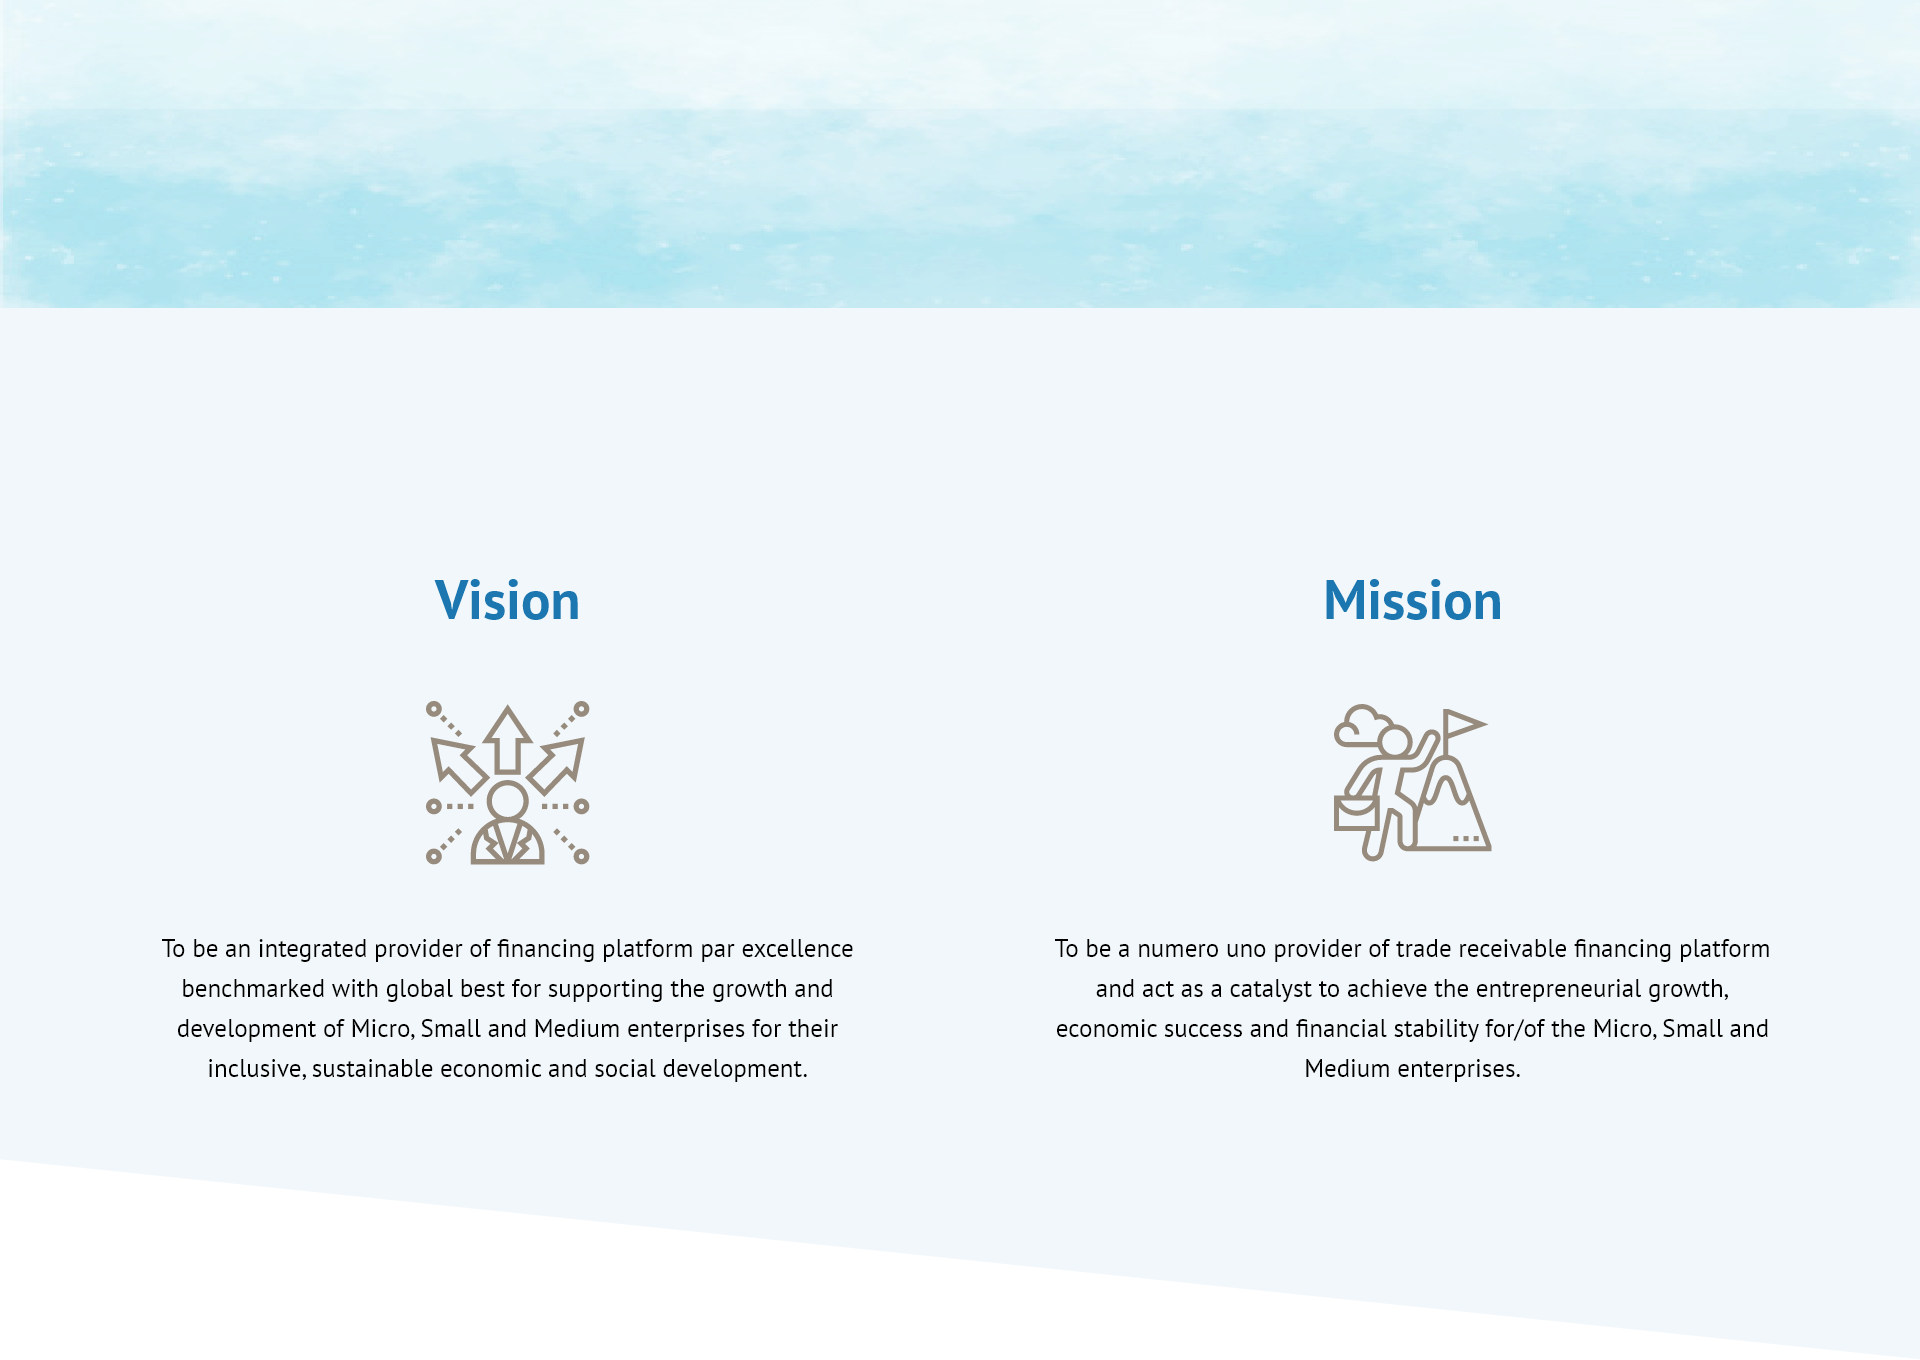 Vision
To be an integrated provider of financing platform par excellence
benchmarked with global best for supporting the growth and
development of Micro, Small and Medium enterprises for their
inclusive, sustainable economic and social development.
Mission
To be a numero uno provider of trade receivable financing platform
and act as a catalyst to achieve the entrepreneurial growth,
economic success and financial stability for/of the Micro, Small and
Medium enterprises.